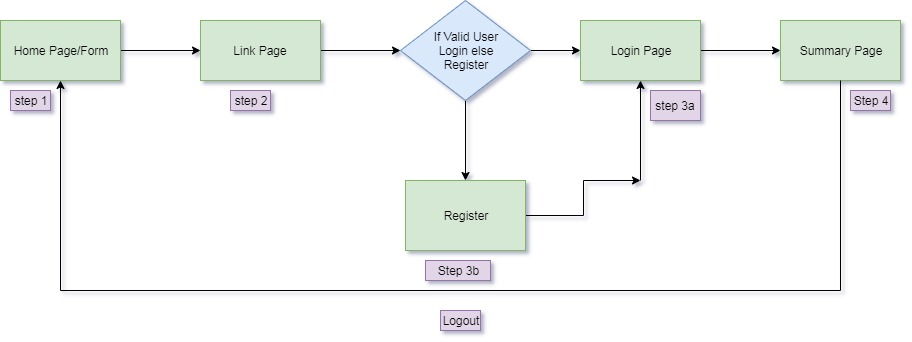 Home Page/Form
Link Page
If Valid User
Login else
Register
Login Page
Summary Page
step 1
step 2
step 3a
Step 4
Register
Step 3b
Logout